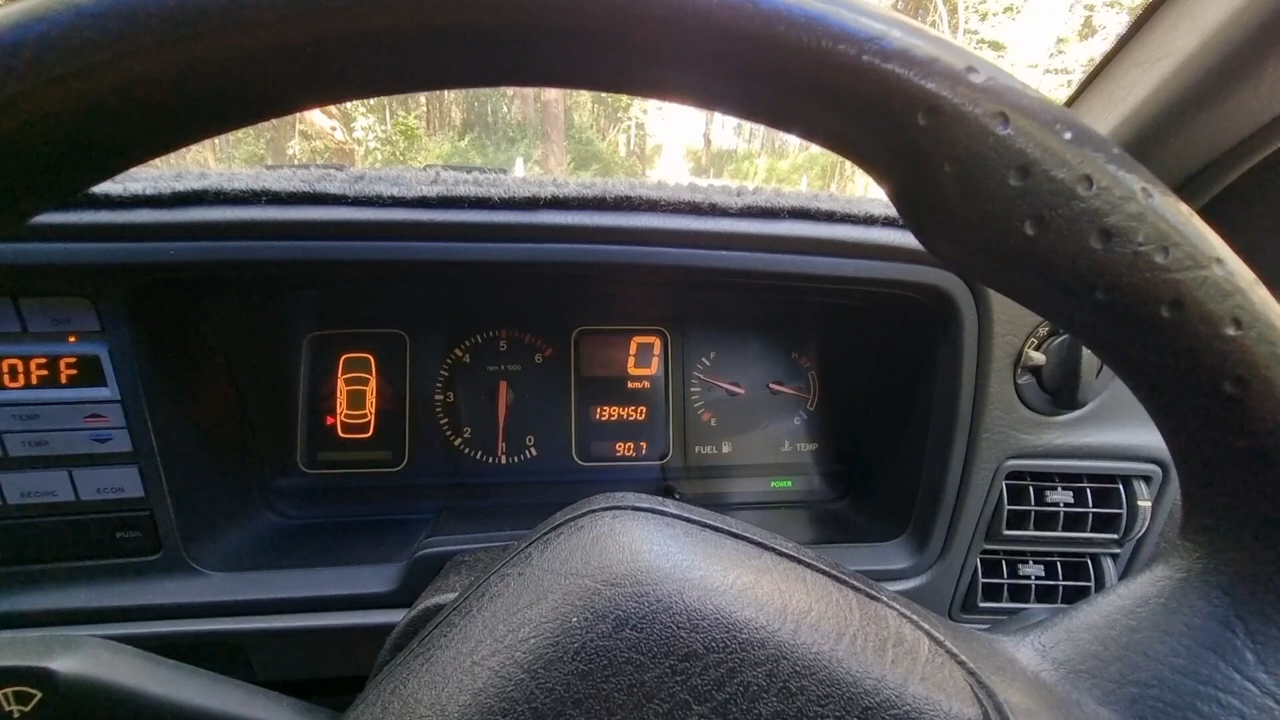 OFF
OFF
TEMP
TEMP
RECIRC
ECON
PUSH
5
4
6
rpm X 1000
3
2
1
0
0
km/h
139450
90.7
F
E
FUEL
H
C
TEMP
POWER